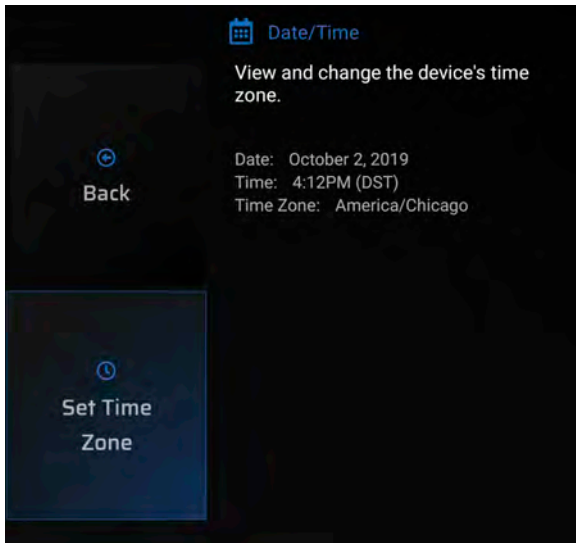 Date/Time
View and change the device's time
zone.
Date: October 2, 2019
Time: 4:12PM (DST)
Time Zone: America/Chicago
Back
Set Time
Zone